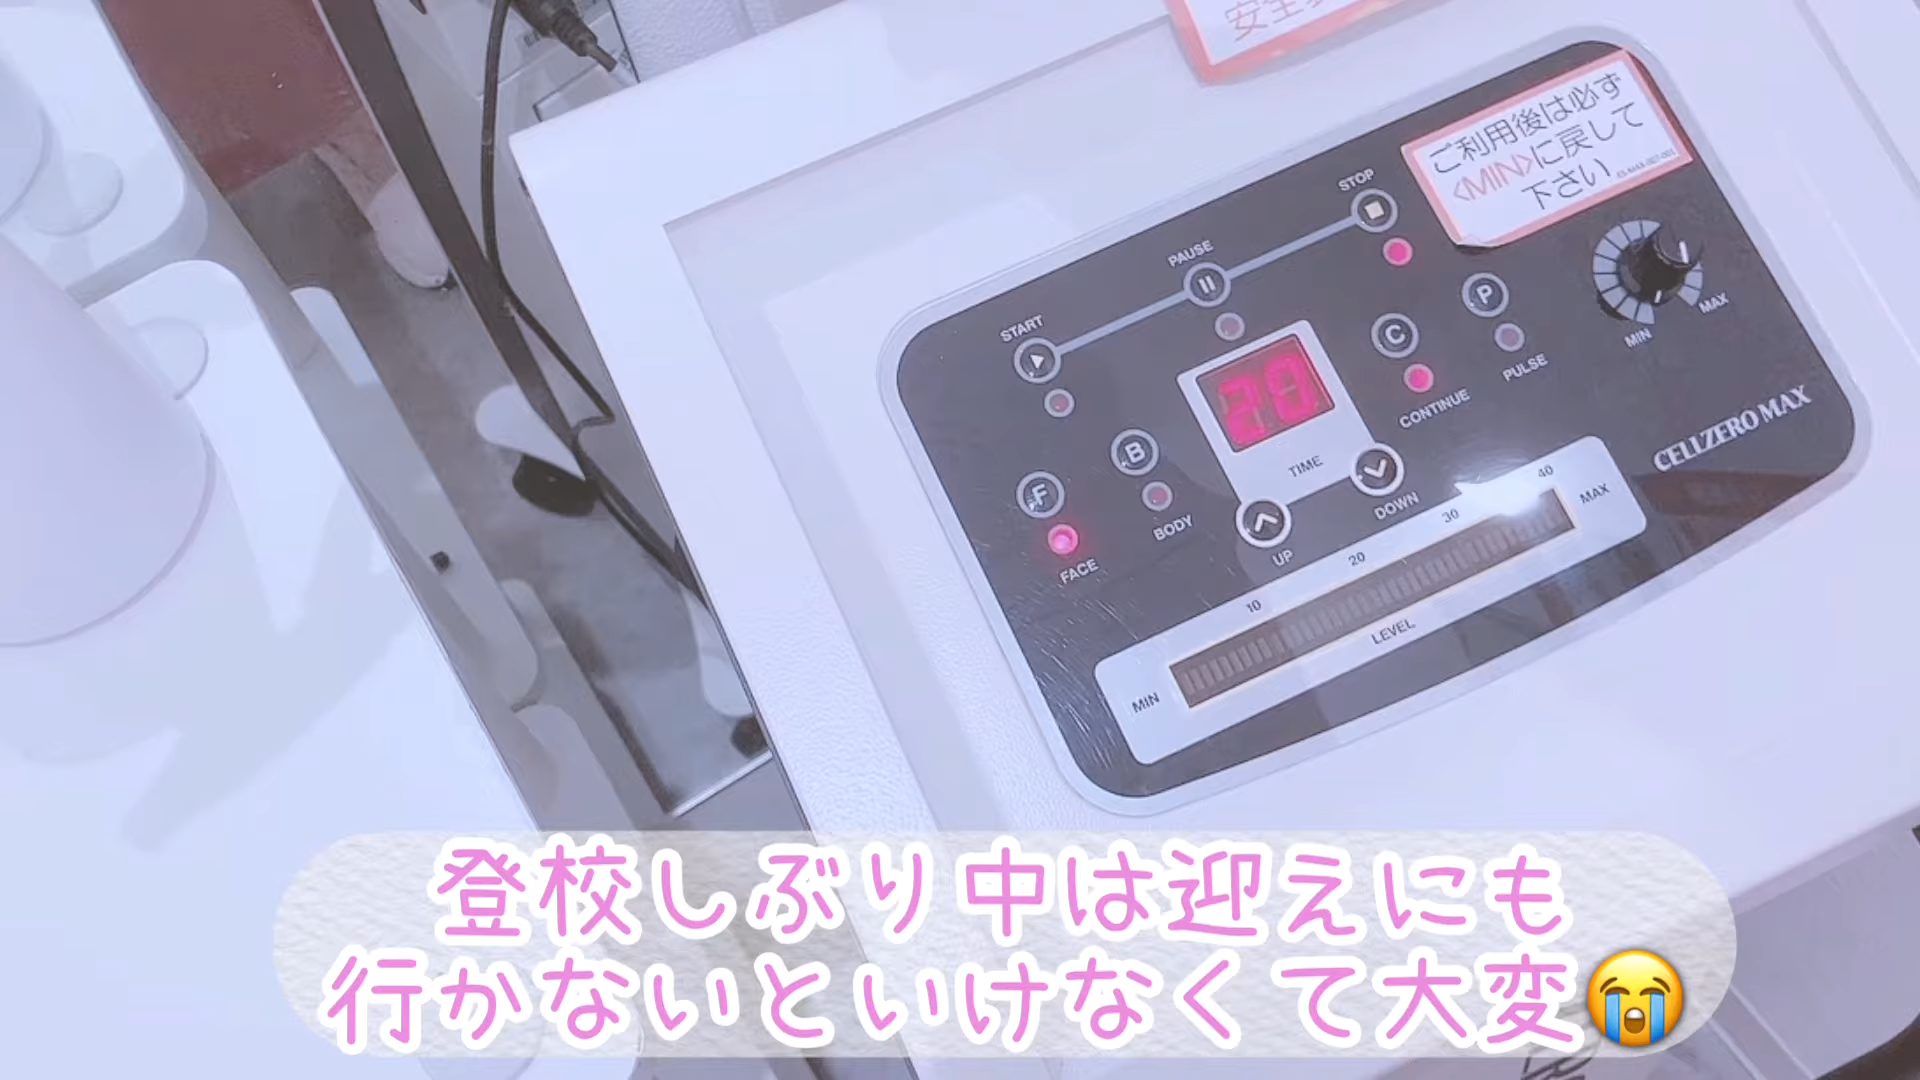 ご利用後は必ず
<MIN>に戻して
下さい
STOP
PAUSE
START
P
C
PULSE
CONTINUE
MIN
MAX
CELLZERO MAX
20
TIME
F
B
FACE
BODY
UP
DOWN
MIN
10
20
30
40
MAX
LEVEL
登校しぶり中は迎えにも
行かないといけなくて大変😭